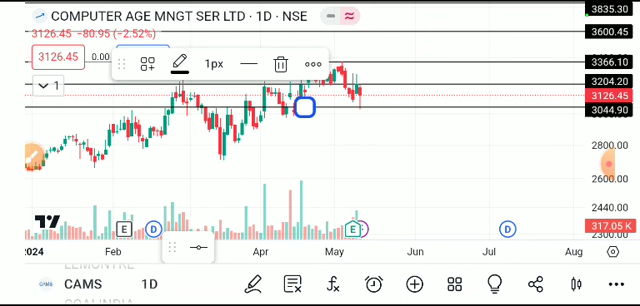 COMPUTER AGE MNGT SER LTD · 1D · NSE
3126.45 −80.95 (−2.52%)
3126.45 0.00
1px
1
3835.30
3600.45
3366.10
3204.20
3126.45
3044.90
2800.00
2600.00
2440.00
317.05 K
2300.00
E D E D
2024 Feb Apr May Jun Jul Aug
CAMS 1D